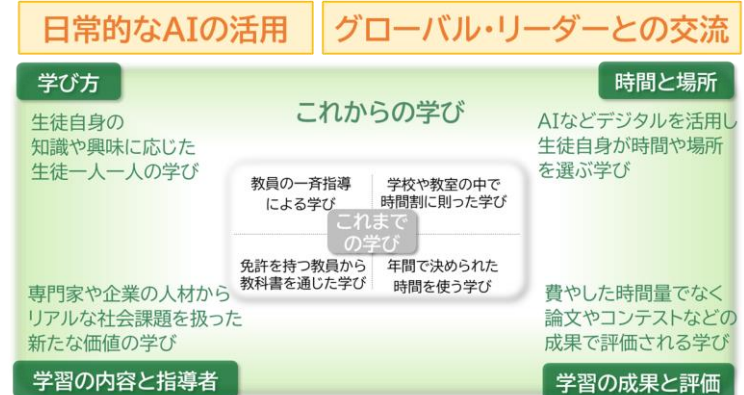 日常的なAIの活用
グローバル・リーダーとの交流
学び方
時間と場所
これからの学び
生徒自身の
知識や興味に応じた
生徒一人一人の学び
AIなどデジタルを活用し
生徒自身が時間や場所
を選ぶ学び
教員の一斉指導
による学び
学校や教室の中で
時間割に則った学び
これまで
の学び
免許を持つ教員から
教科書を通じた学び
年間で決められた
時間を使う学び
専門家や企業の人材から
リアルな社会課題を扱った
新たな価値の学び
費やした時間量でなく
論文やコンテストなどの
成果で評価される学び
学習の内容と指導者
学習の成果と評価